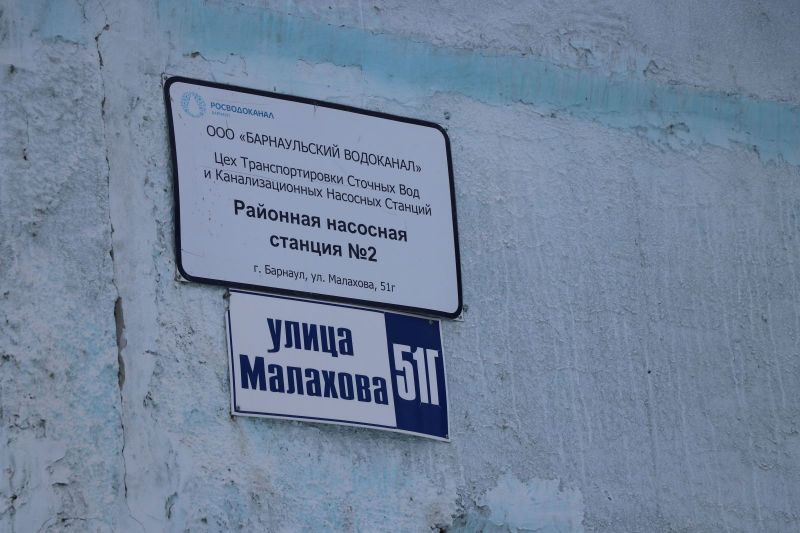 РОСВОДОКАНАЛ
БАРНАУЛ
ООО «БАРНАУЛЬСКИЙ ВОДОКАНАЛ»
Цех Транспортировки Сточных Вод
и Канализационных Насосных Станций
Районная насосная
станция №2
г. Барнаул, ул. Малахова, 51г
улица
Малахова
51Г